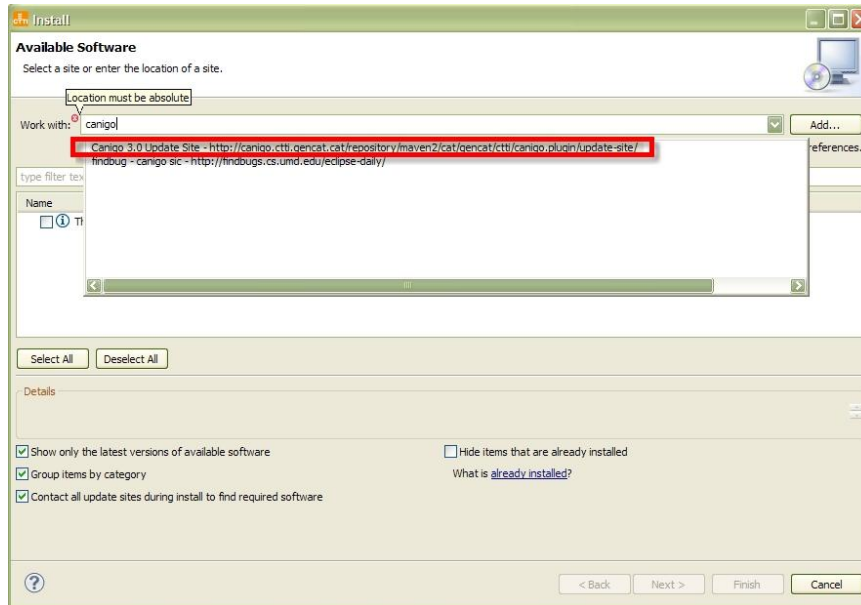 Install
Available Software
Select a site or enter the location of a site.
Location must be absolute
Work with: canigo
Add...
Canigo 3.0 Update Site - http://canigo.ctti.gencat.cat/repository/maven2/cat/gencat/ctti/canigo.plugin/update-site/
references.
findbug - canigo sic - http://findbugs.cs.umd.edu/eclipse-daily/
type filter tex
Name
Th
Select All Deselect All
Details
Show only the latest versions of available software
Hide items that are already installed
Group items by category
What is already installed?
Contact all update sites during install to find required software
< Back Next > Finish Cancel